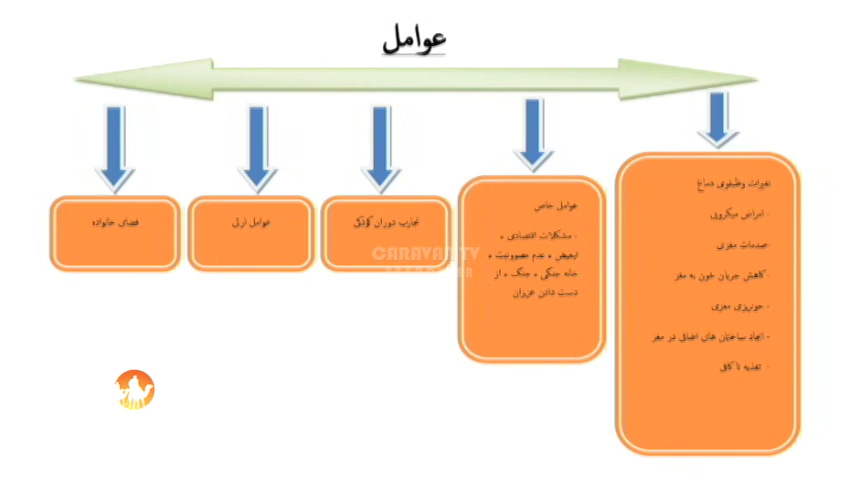 عوامل
تغیرات وظیفوی دماغ
- امراض میکروبی
-صدمات مغزی
-کاهش جریان خون به مغز
- خونریزی مغزی
- ایجاد ساختمان های اضافی در مغز
- تغذیه نا کافی
عوامل خاص
- مشکلات اقتصادی ،
تبعیض ، عدم مصوونیت ،
خانه جنگی ، جنگ ، از
دست دادن عزیزان
تجارب دوران کودکی
عوامل ارثی
فضای خانواده
CARAVAN TV